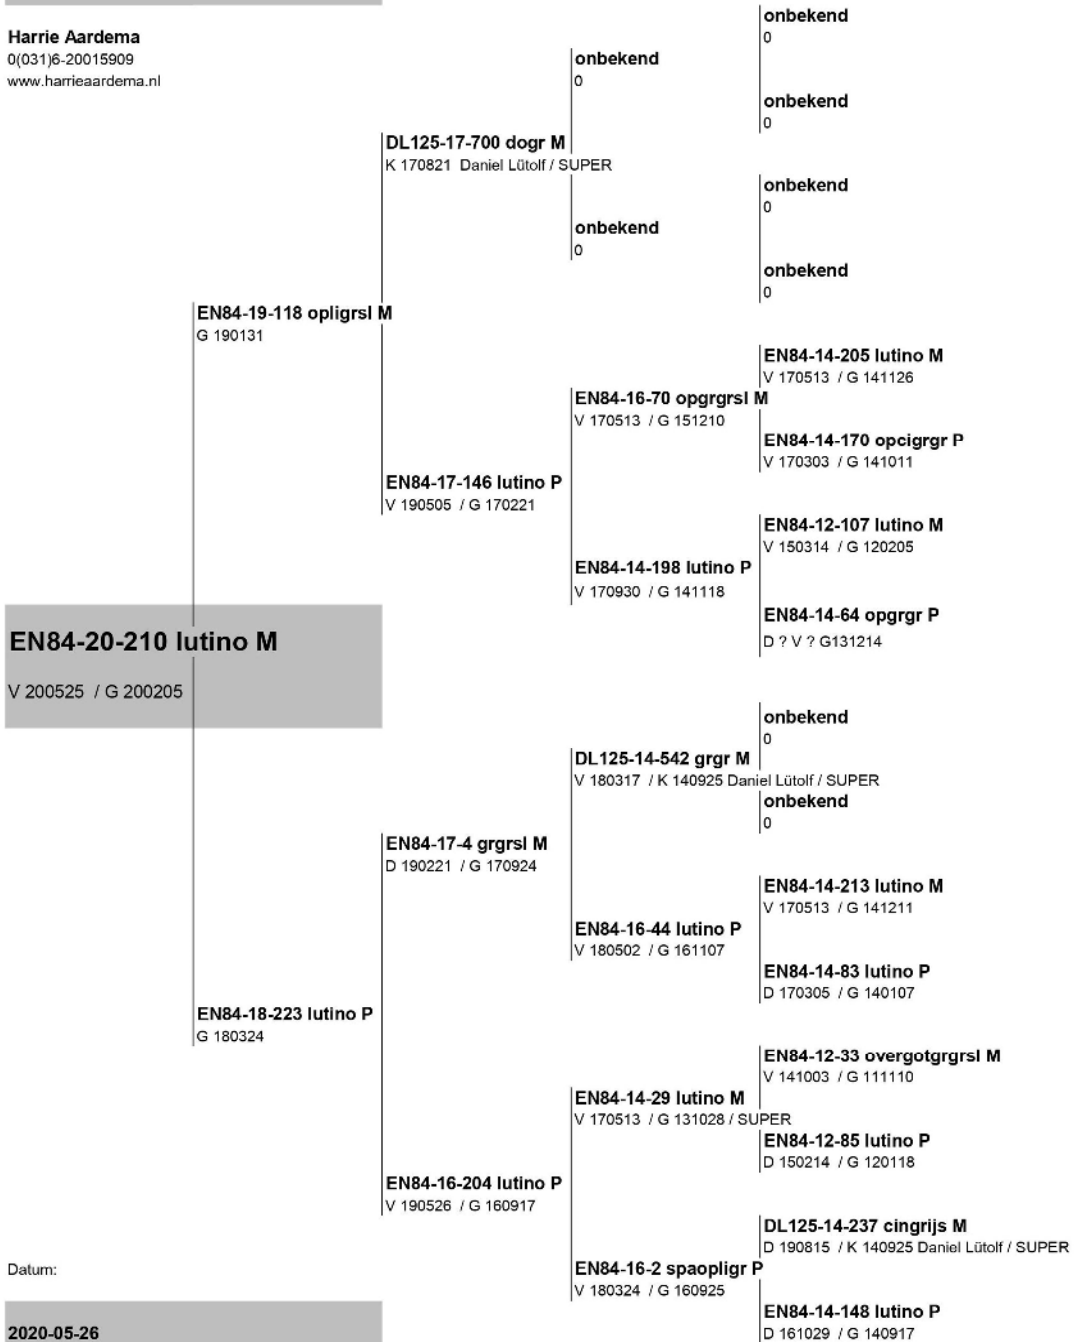 Harrie Aardema
0(031)6-20015909
www.harrieaardema.nl
EN84-20-210 lutino M
V 200525 / G 200205
EN84-19-118 opligrsl M
G 190131
EN84-18-223 lutino P
G 180324
DL125-17-700 dogr M
K 170821 Daniel Lütolf / SUPER
EN84-17-146 lutino P
V 190505 / G 170221
EN84-17-4 grgrsl M
D 190221 / G 170924
EN84-16-204 lutino P
V 190526 / G 160917
onbekend
0
onbekend
0
EN84-16-70 opgrgrsl M
V 170513 / G 151210
EN84-14-198 lutino P
V 170930 / G 141118
DL125-14-542 grgr M
V 180317 / K 140925 Daniel Lütolf / SUPER
EN84-16-44 lutino P
V 180502 / G 161107
EN84-14-29 lutino M
V 170513 / G 131028 / SUPER
EN84-16-2 spaopligr P
V 180324 / G 160925
onbekend
0
onbekend
0
onbekend
0
onbekend
0
EN84-14-205 lutino M
V 170513 / G 141126
EN84-14-170 opcigrgr P
V 170303 / G 141011
EN84-12-107 lutino M
V 150314 / G 120205
EN84-14-64 opgrgr P
D ? V ? G131214
onbekend
0
onbekend
0
EN84-14-213 lutino M
V 170513 / G 141211
EN84-14-83 lutino P
D 170305 / G 140107
EN84-12-33 overgotgrgrsl M
V 141003 / G 111110
EN84-12-85 lutino P
D 150214 / G 120118
DL125-14-237 cingrijs M
D 190815 / K 140925 Daniel Lütolf / SUPER
EN84-14-148 lutino P
D 161029 / G 140917
Datum:
2020-05-26